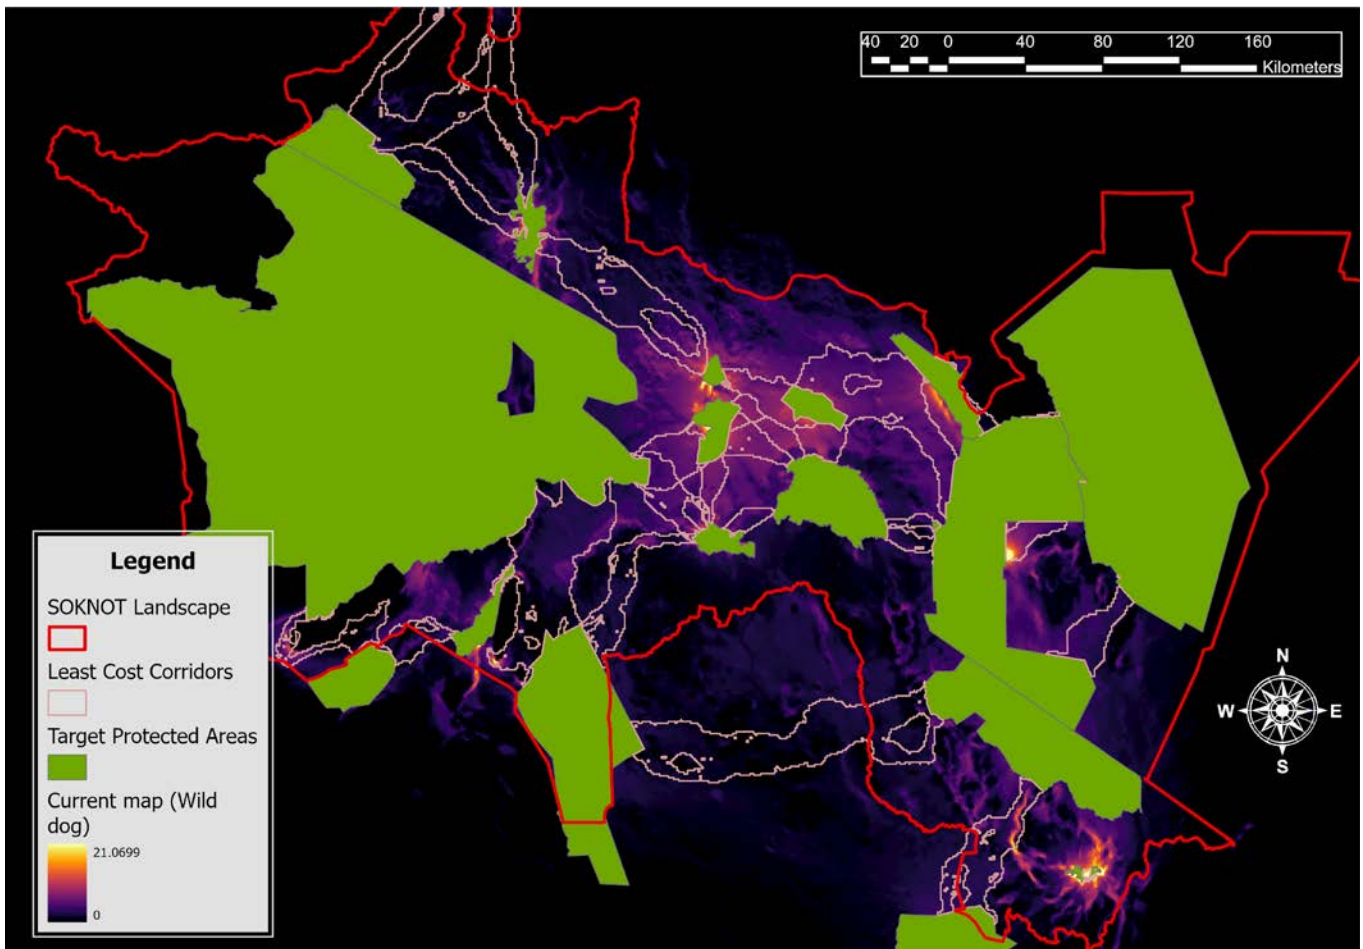 40 20 0 40 80 120 160
Kilometers
Legend
SOKNOT Landscape
Least Cost Corridors
Target Protected Areas
Current map (Wild
dog)
21.0699
0
N
W E
S